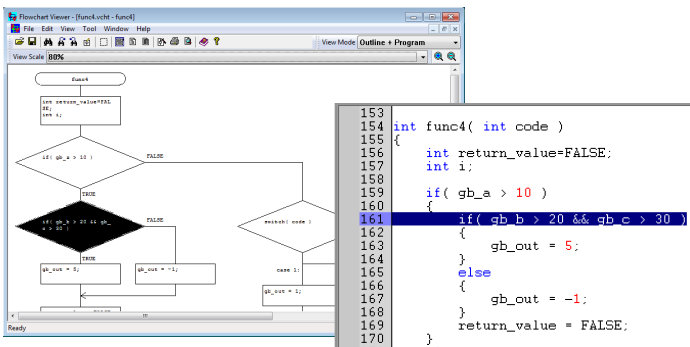 Flowchart Viewer - [func4.vcht - func4]
File Edit View Tool Window Help
View Mode Outline + Program
View Scale 80%
func4
int return_value=FAL
SE;
int i;
if( gb_a > 10 )
FALSE
TRUE
if( gb_b > 20 && gb_
c > 30 )
FALSE
switch( code )
TRUE
gb_out = 5;
gb_out = -1;
case 1:
gb_out = 1;
Ready
153
154 int func4( int code )
155 {
156 int return_value=FALSE;
157 int i;
158
159 if( gb_a > 10 )
160 {
161 if( gb_b > 20 && gb_c > 30 )
162 {
163 gb_out = 5;
164 }
165 else
166 {
167 gb_out = -1;
168 }
169 return_value = FALSE;
170 }